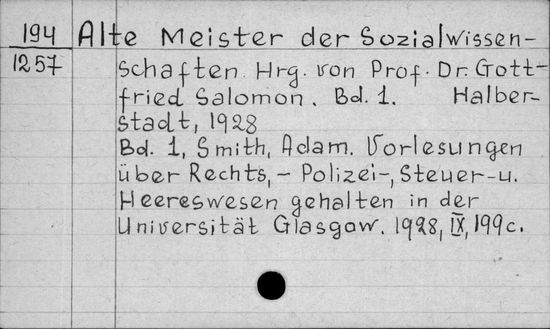 194 Alte Meister der Sozialwissen-
1257 schaften. Hrg. von Prof. Dr. Gott-
fried Salomon. Bd. 1. Halber-
stadt, 1928
Bd. 1, Smith, Adam. Vorlesungen
über Rechts,- Polizei-, Steuer-u.
Heereswesen gehalten in der
Universität Glasgow. 1928, IX, 199c.